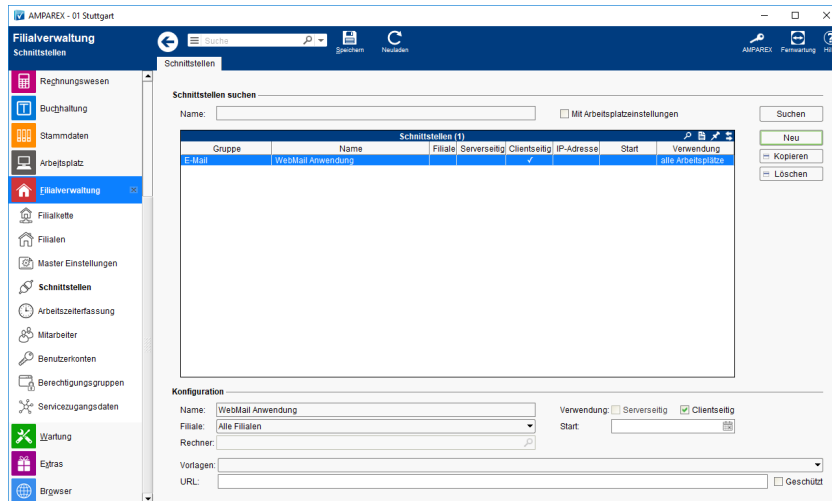 AMPAREX - 01 Stuttgart
Filialverwaltung
Schnittstellen
Suche
Speichern
Neuladen
AMPAREX
Fernwartung
Schnittstellen
Rechnungswesen
Buchhaltung
Stammdaten
Arbeitsplatz
Filialverwaltung
Filialkette
Filialen
Master Einstellungen
Schnittstellen
Arbeitszeiterfassung
Mitarbeiter
Benutzerkonten
Berechtigungsgruppen
Servicezugangsdaten
Wartung
Extras
Browser
Schnittstellen suchen
Name:
Mit Arbeitsplatzeinstellungen
Suchen
Schnittstellen (1)
Gruppe Name Filiale Serverseitig Clientseitig IP-Adresse Start Verwendung
E-Mail WebMail Anwendung ✓ alle Arbeitsplätze
Neu
Kopieren
Löschen
Konfiguration
Name: WebMail Anwendung Verwendung: Serverseitig Clientseitig
Filiale: Alle Filialen Start:
Rechner:
Vorlagen:
URL: Geschützt